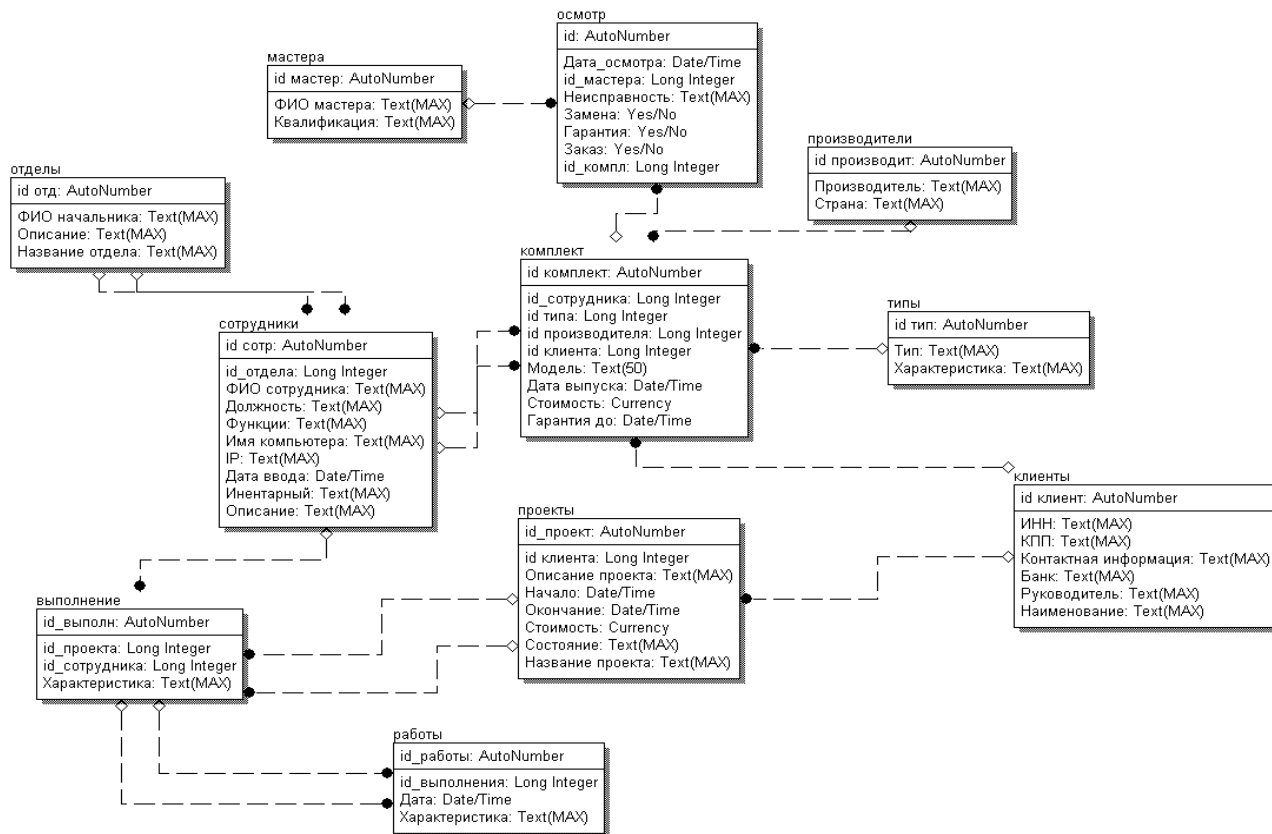 осмотр
id: AutoNumber
Дата_осмотра: Date/Time
id_мастера: Long Integer
Неисправность: Text(MAX)
Замена: Yes/No
Гарантия: Yes/No
Заказ: Yes/No
id_компл: Long Integer
мастера
id мастер: AutoNumber
ФИО мастера: Text(MAX)
Квалификация: Text(MAX)
производители
id производит: AutoNumber
Производитель: Text(MAX)
Страна: Text(MAX)
отделы
id отд: AutoNumber
ФИО начальника: Text(MAX)
Описание: Text(MAX)
Название отдела: Text(MAX)
комплект
id комплект: AutoNumber
id_сотрудника: Long Integer
id типа: Long Integer
id производителя: Long Integer
id клиента: Long Integer
Модель: Text(50)
Дата выпуска: Date/Time
Стоимость: Currency
Гарантия до: Date/Time
типы
id тип: AutoNumber
Тип: Text(MAX)
Характеристика: Text(MAX)
сотрудники
id сотр: AutoNumber
id_отдела: Long Integer
ФИО сотрудника: Text(MAX)
Должность: Text(MAX)
Функции: Text(MAX)
Имя компьютера: Text(MAX)
IP: Text(MAX)
Дата ввода: Date/Time
Инентарный: Text(MAX)
Описание: Text(MAX)
клиенты
id клиент: AutoNumber
ИНН: Text(MAX)
КПП: Text(MAX)
Контактная информация: Text(MAX)
Банк: Text(MAX)
Руководитель: Text(MAX)
Наименование: Text(MAX)
проекты
id_проект: AutoNumber
id клиента: Long Integer
Описание проекта: Text(MAX)
Начало: Date/Time
Окончание: Date/Time
Стоимость: Currency
Состояние: Text(MAX)
Название проекта: Text(MAX)
выполнение
id_выполн: AutoNumber
id_проекта: Long Integer
id_сотрудника: Long Integer
Характеристика: Text(MAX)
работы
id_работы: AutoNumber
id_выполнения: Long Integer
Дата: Date/Time
Характеристика: Text(MAX)